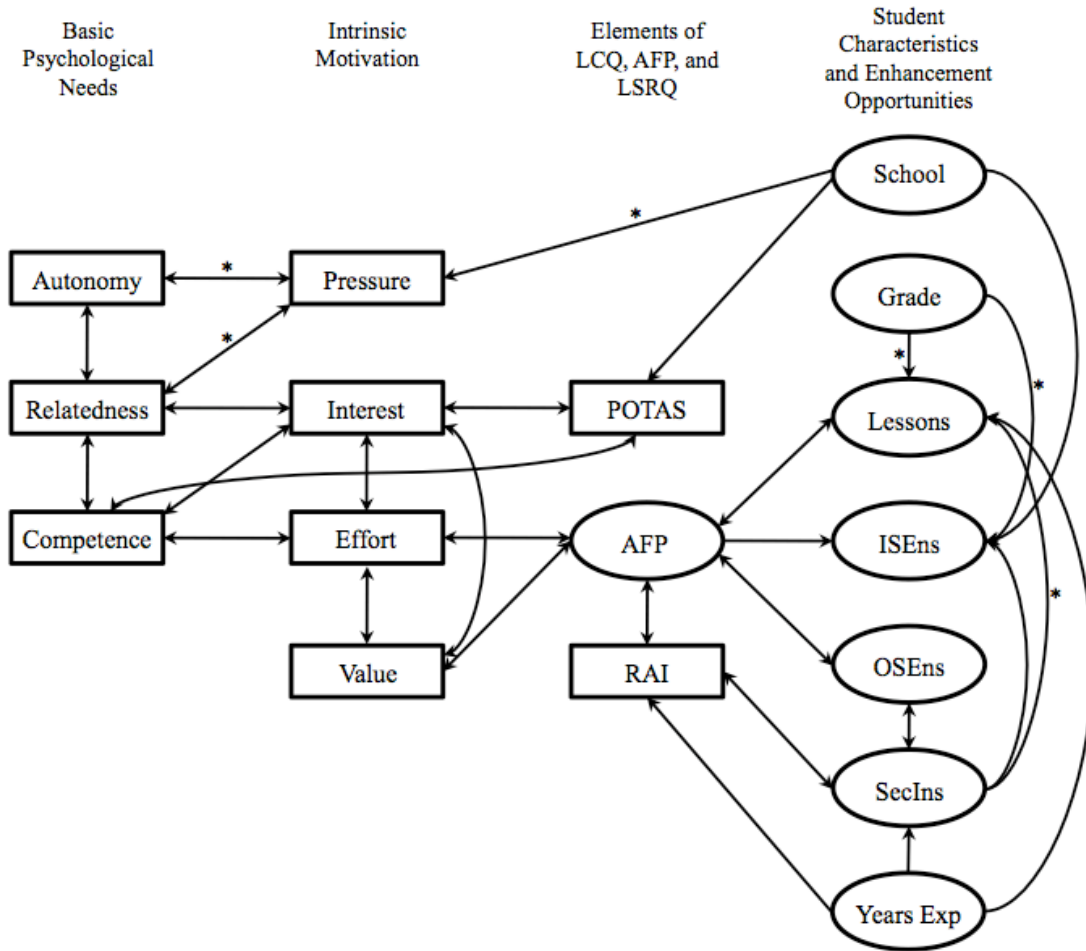 Basic
Psychological
Needs
Intrinsic
Motivation
Elements of
LCQ, AFP, and
LSRQ
Student
Characteristics
and Enhancement
Opportunities
School
*
Autonomy
*
Pressure
Grade
*
*
*
Relatedness
Interest
POTAS
Lessons
Competence
Effort
AFP
ISEns
*
Value
RAI
OSEns
SecIns
Years Exp